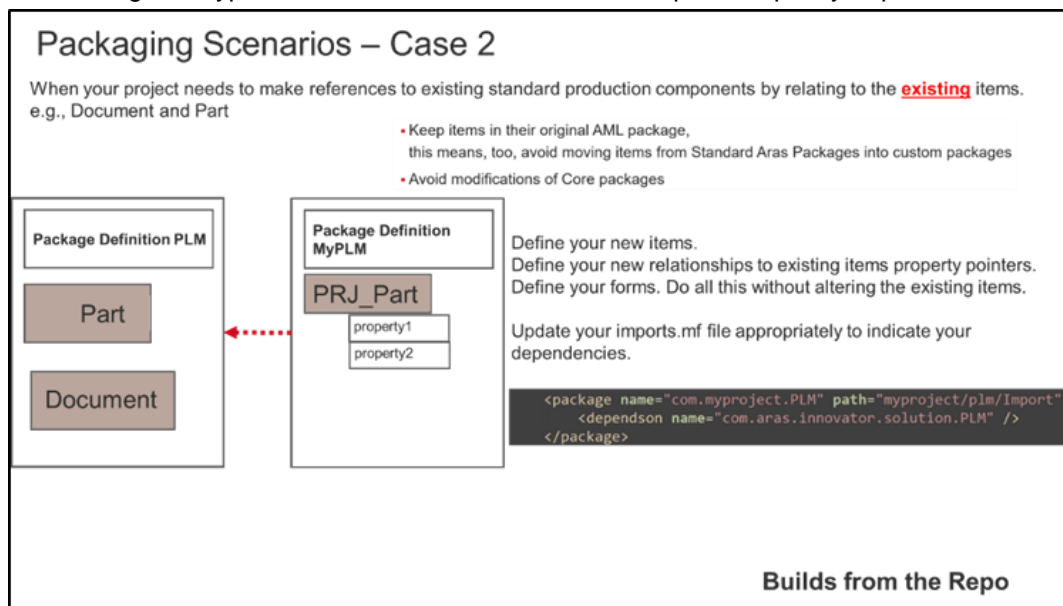 Packaging Scenarios – Case 2
When your project needs to make references to existing standard production components by relating to the existing items.
e.g., Document and Part
▪ Keep items in their original AML package,
this means, too, avoid moving items from Standard Aras Packages into custom packages
▪ Avoid modifications of Core packages
Package Definition PLM
Part
Document
Package Definition
MyPLM
PRJ_Part
property1
property2
Define your new items.
Define your new relationships to existing items property pointers.
Define your forms. Do all this without altering the existing items.
Update your imports.mf file appropriately to indicate your
dependencies.
<package name="com.myproject.PLM" path="myproject/plm/Import"
<dependson name="com.aras.innovator.solution.PLM" />
</package>
Builds from the Repo